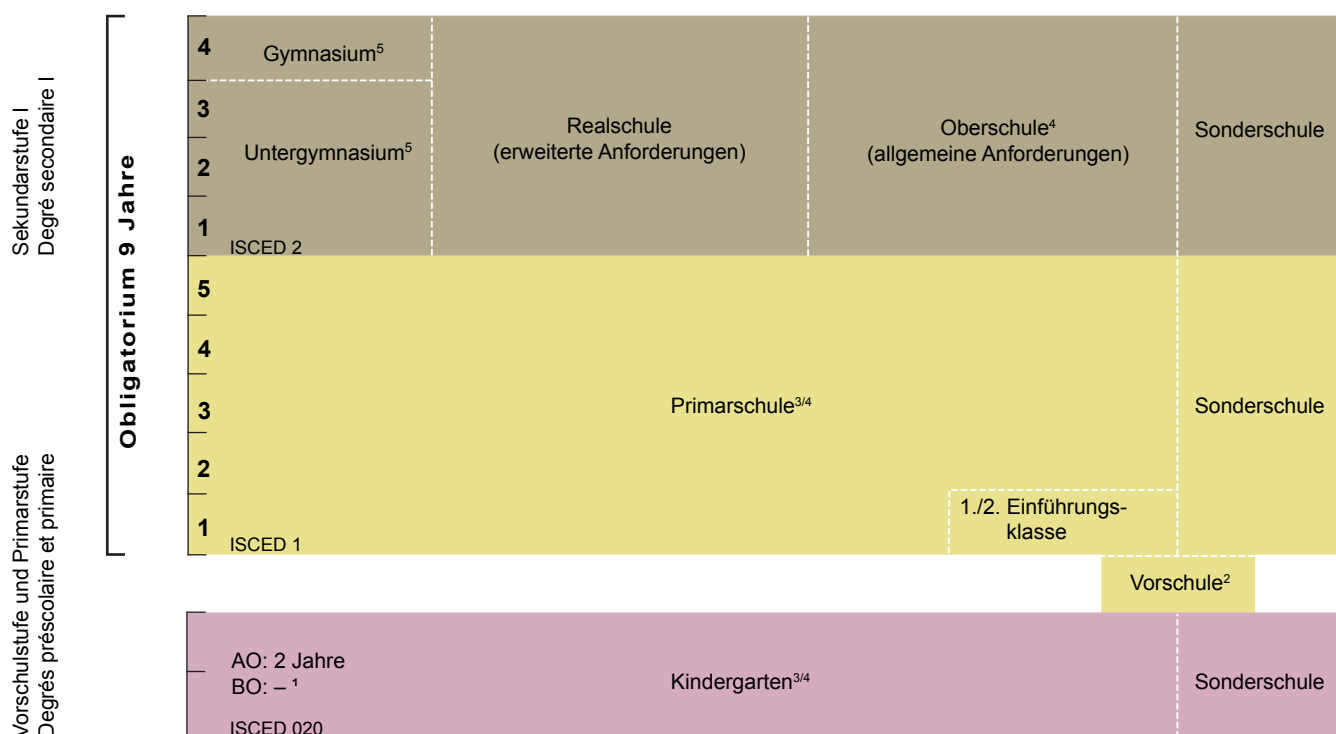 Sekundarstufe I
Degré secondaire I
Vorschulstufe und Primarstufe
Degrés préscolaire et primaire
Obligatorium 9 Jahre
4
Gymnasium⁵
3
Untergymnasium⁵
2
1
ISCED 2
Realschule
(erweiterte Anforderungen)
Oberschule⁴
(allgemeine Anforderungen)
Sonderschule
5
4
3
Primarschule³/⁴
Sonderschule
2
1
ISCED 1
1./2. Einführungs-
klasse
Vorschule²
AO: 2 Jahre
BO: – ¹
ISCED 020
Kindergarten³/⁴
Sonderschule